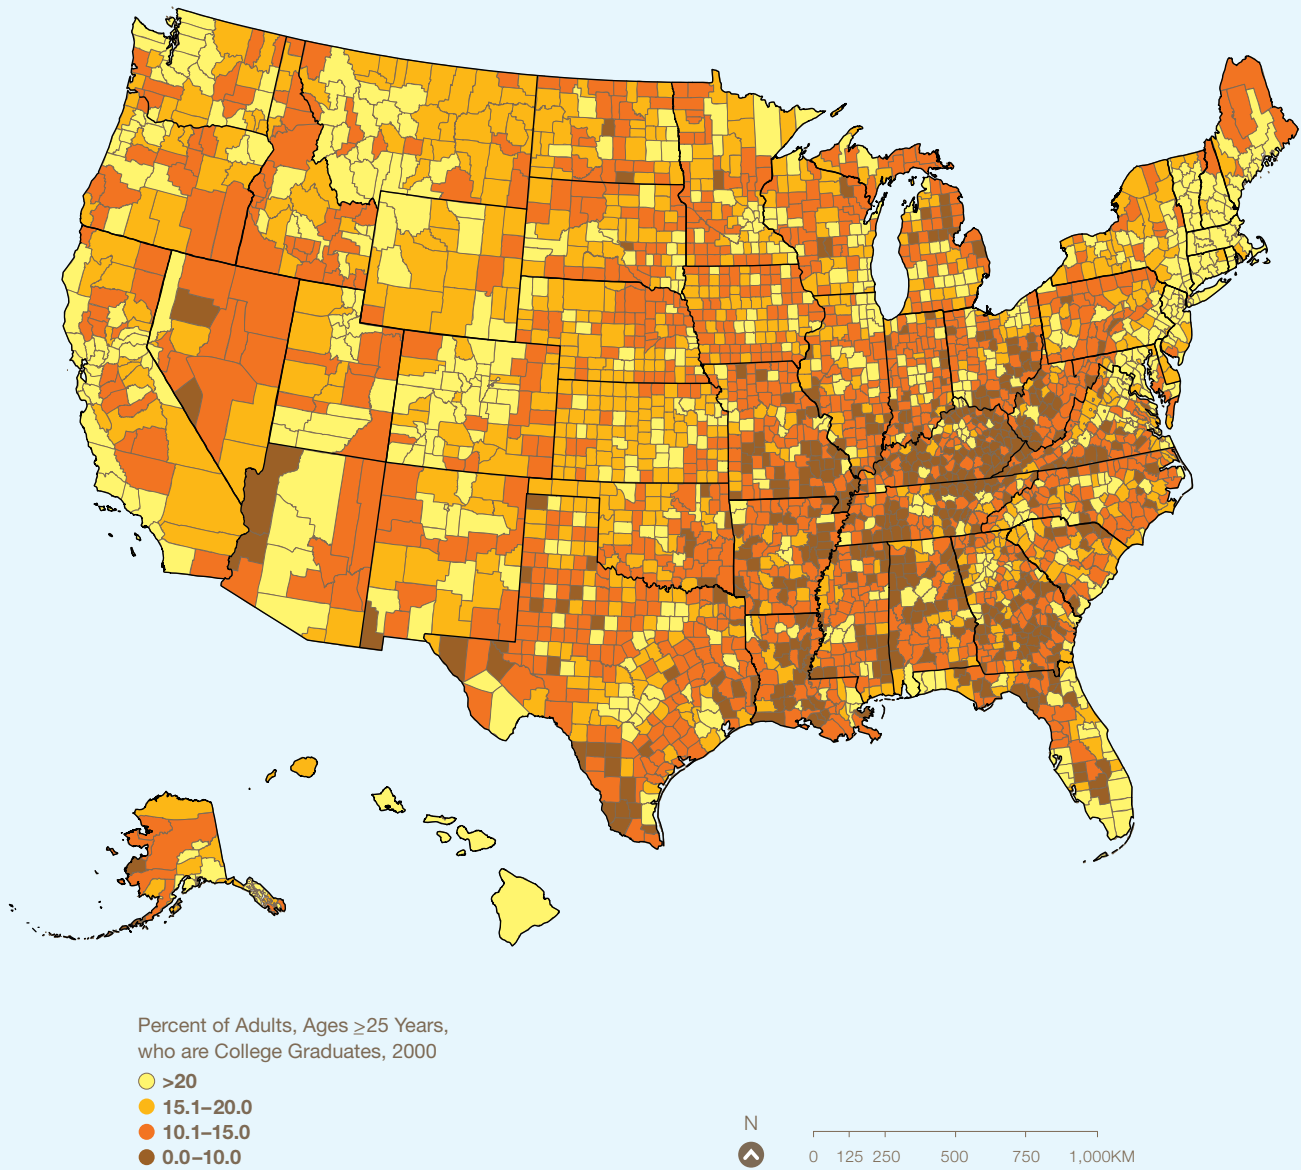 Percent of Adults, Ages ≥25 Years,
who are College Graduates, 2000
>20
15.1–20.0
10.1–15.0
0.0–10.0
N
0 125 250 500 750 1,000KM